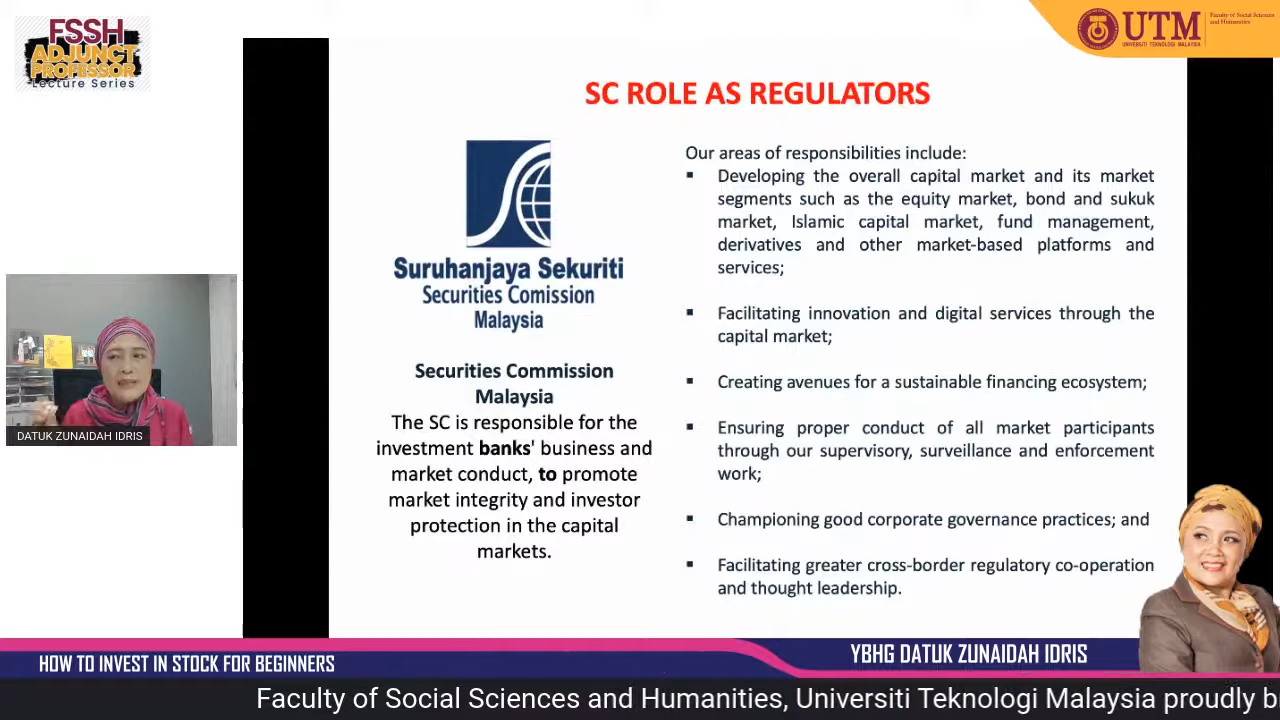 FSSH
ADJUNCT
PROFESSOR
Lecture Series
UTM
UNIVERSITI TEKNOLOGI MALAYSIA
Faculty of Social Sciences
and Humanities
SC ROLE AS REGULATORS
Suruhanjaya Sekuriti
Securities Comission
Malaysia
Securities Commission
Malaysia
The SC is responsible for the
investment banks' business and
market conduct, to promote
market integrity and investor
protection in the capital
markets.
Our areas of responsibilities include:
▪ Developing the overall capital market and its market
segments such as the equity market, bond and sukuk
market, Islamic capital market, fund management,
derivatives and other market-based platforms and
services;
▪ Facilitating innovation and digital services through the
capital market;
▪ Creating avenues for a sustainable financing ecosystem;
▪ Ensuring proper conduct of all market participants
through our supervisory, surveillance and enforcement
work;
▪ Championing good corporate governance practices; and
▪ Facilitating greater cross-border regulatory co-operation
and thought leadership.
DATUK ZUNAIDAH IDRIS
HOW TO INVEST IN STOCK FOR BEGINNERS
YBHG DATUK ZUNAIDAH IDRIS
Faculty of Social Sciences and Humanities, Universiti Teknologi Malaysia proudly b